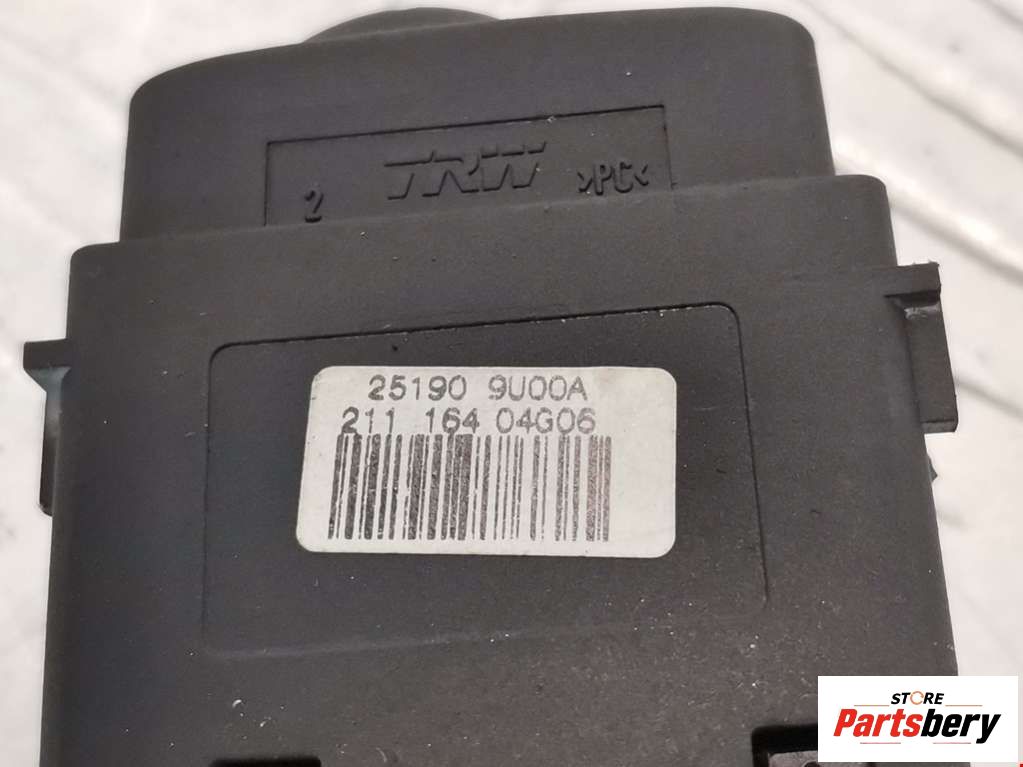 2 TRW >PC<
25190 9U00A
211 164 04G06
STORE
Partsbery